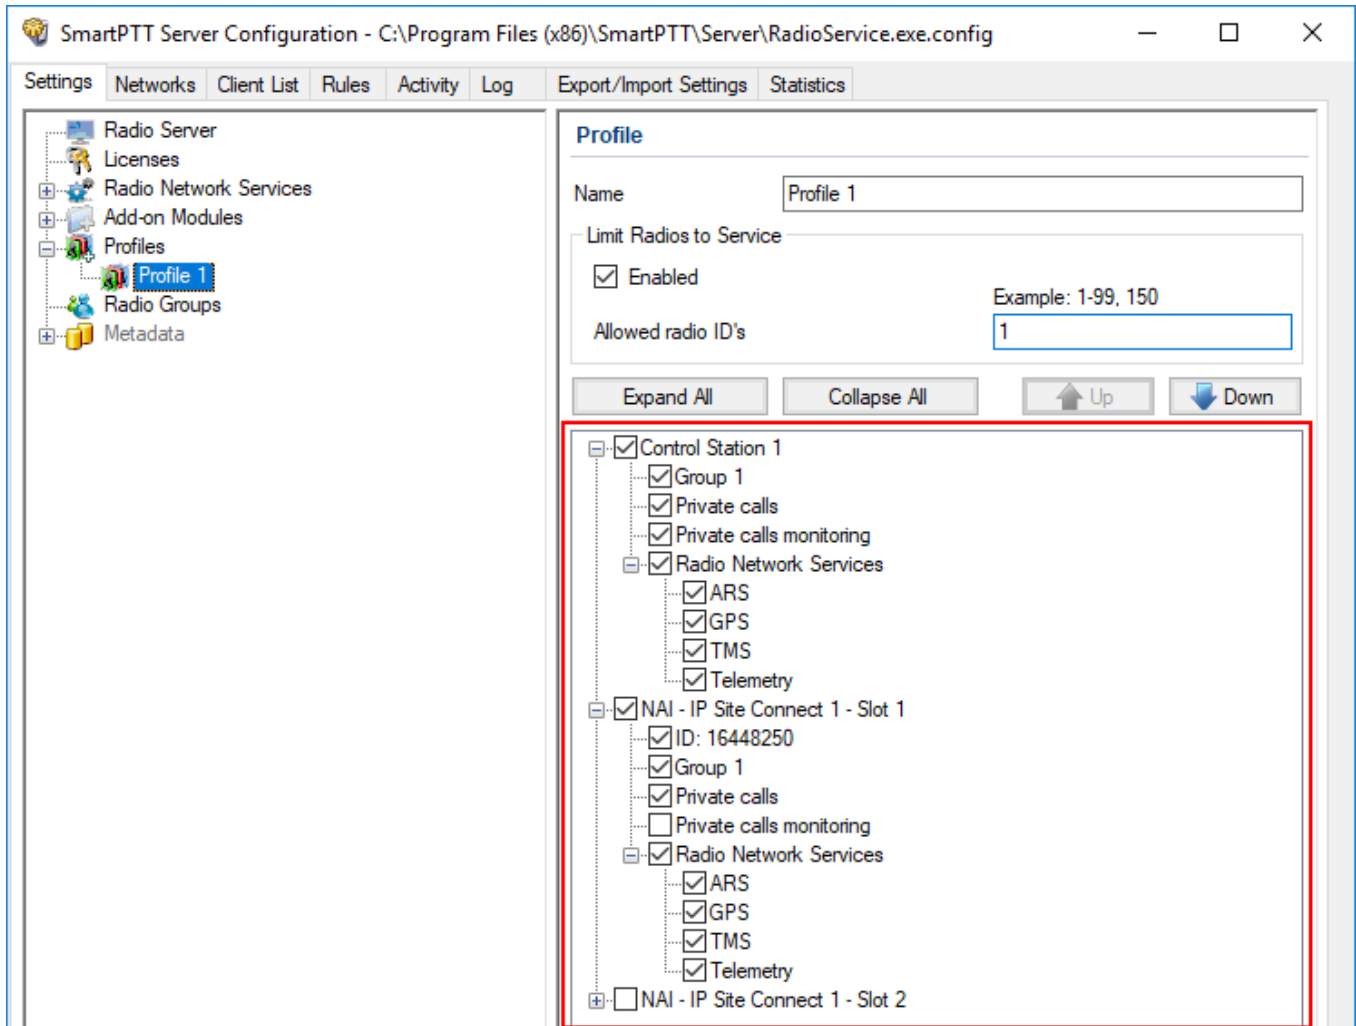 SmartPTT Server Configuration - C:\Program Files (x86)\SmartPTT\Server\RadioService.exe.config
Settings Networks Client List Rules Activity Log Export/Import Settings Statistics
Radio Server
Licenses
Radio Network Services
Add-on Modules
Profiles
Profile 1
Radio Groups
Metadata
Profile
Name Profile 1
Limit Radios to Service
Enabled
Example: 1-99, 150
Allowed radio ID's 1
Expand All Collapse All Up Down
Control Station 1
Group 1
Private calls
Private calls monitoring
Radio Network Services
ARS
GPS
TMS
Telemetry
NAI - IP Site Connect 1 - Slot 1
ID: 16448250
Group 1
Private calls
Private calls monitoring
Radio Network Services
ARS
GPS
TMS
Telemetry
NAI - IP Site Connect 1 - Slot 2